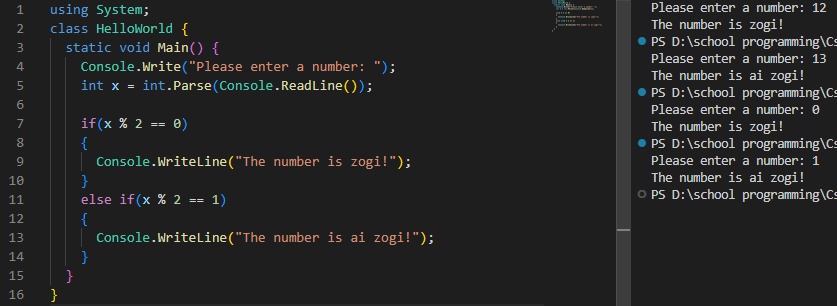 1 using System;
2 class HelloWorld {
3 static void Main() {
4 Console.Write("Please enter a number: ");
5 int x = int.Parse(Console.ReadLine());
6
7 if(x % 2 == 0)
8 {
9 Console.WriteLine("The number is zogi!");
10 }
11 else if(x % 2 == 1)
12 {
13 Console.WriteLine("The number is ai zogi!");
14 }
15 }
16 }
Please enter a number: 12
The number is zogi!
PS D:\school programming\Cs
Please enter a number: 13
The number is ai zogi!
PS D:\school programming\Cs
Please enter a number: 0
The number is zogi!
PS D:\school programming\Cs
Please enter a number: 1
The number is ai zogi!
PS D:\school programming\Cs